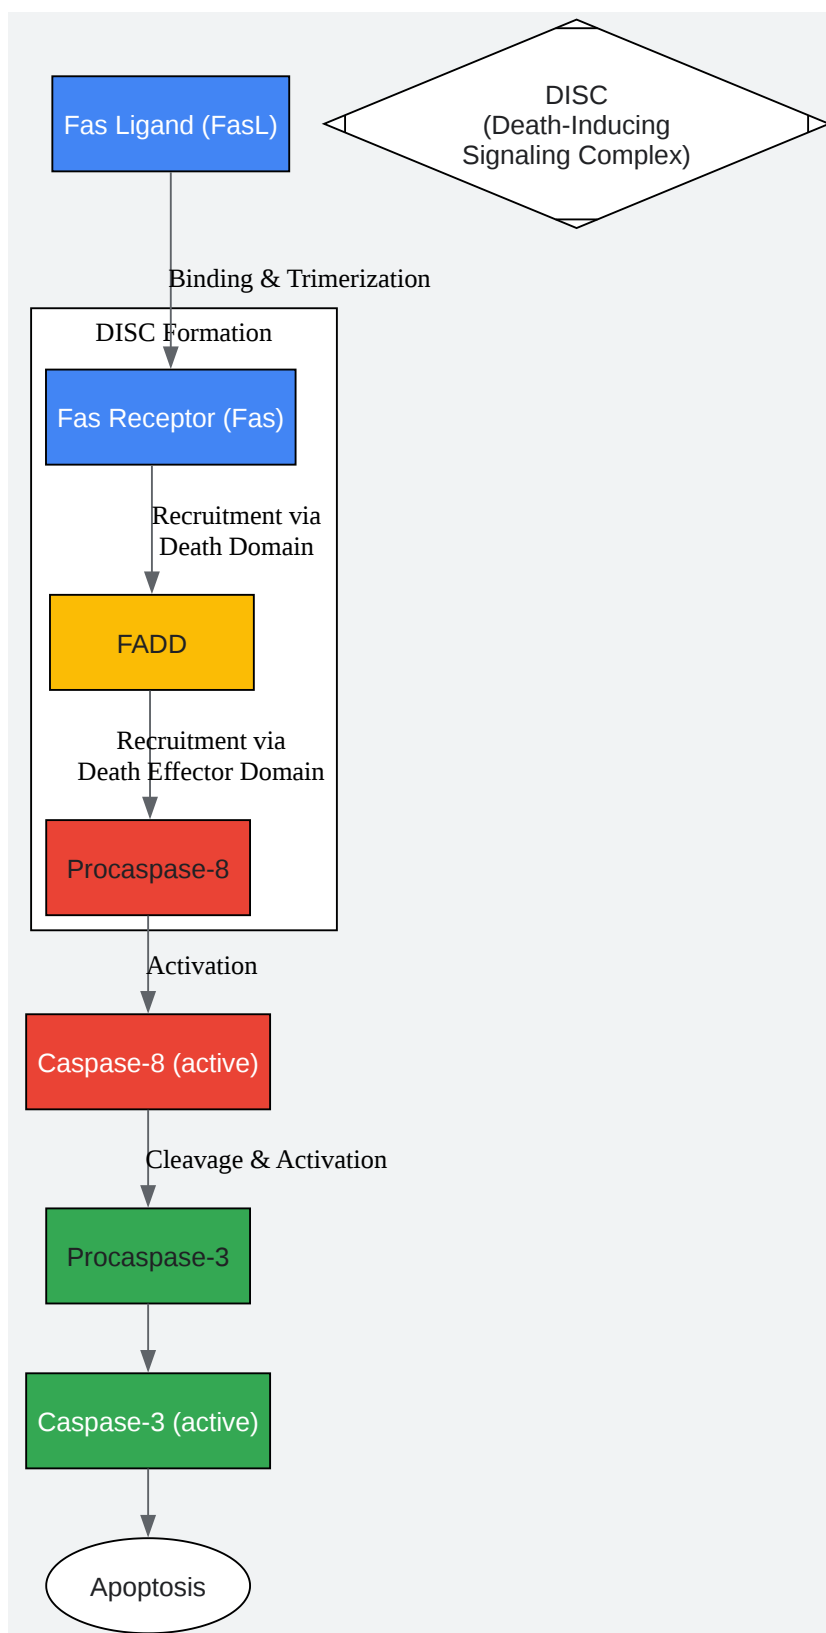 Fas Ligand (FasL)
DISC
(Death-Inducing
Signaling Complex)
Binding & Trimerization
DISC Formation
Fas Receptor (Fas)
Recruitment via
Death Domain
FADD
Recruitment via
Death Effector Domain
Procaspase-8
Activation
Caspase-8 (active)
Cleavage & Activation
Procaspase-3
Caspase-3 (active)
Apoptosis